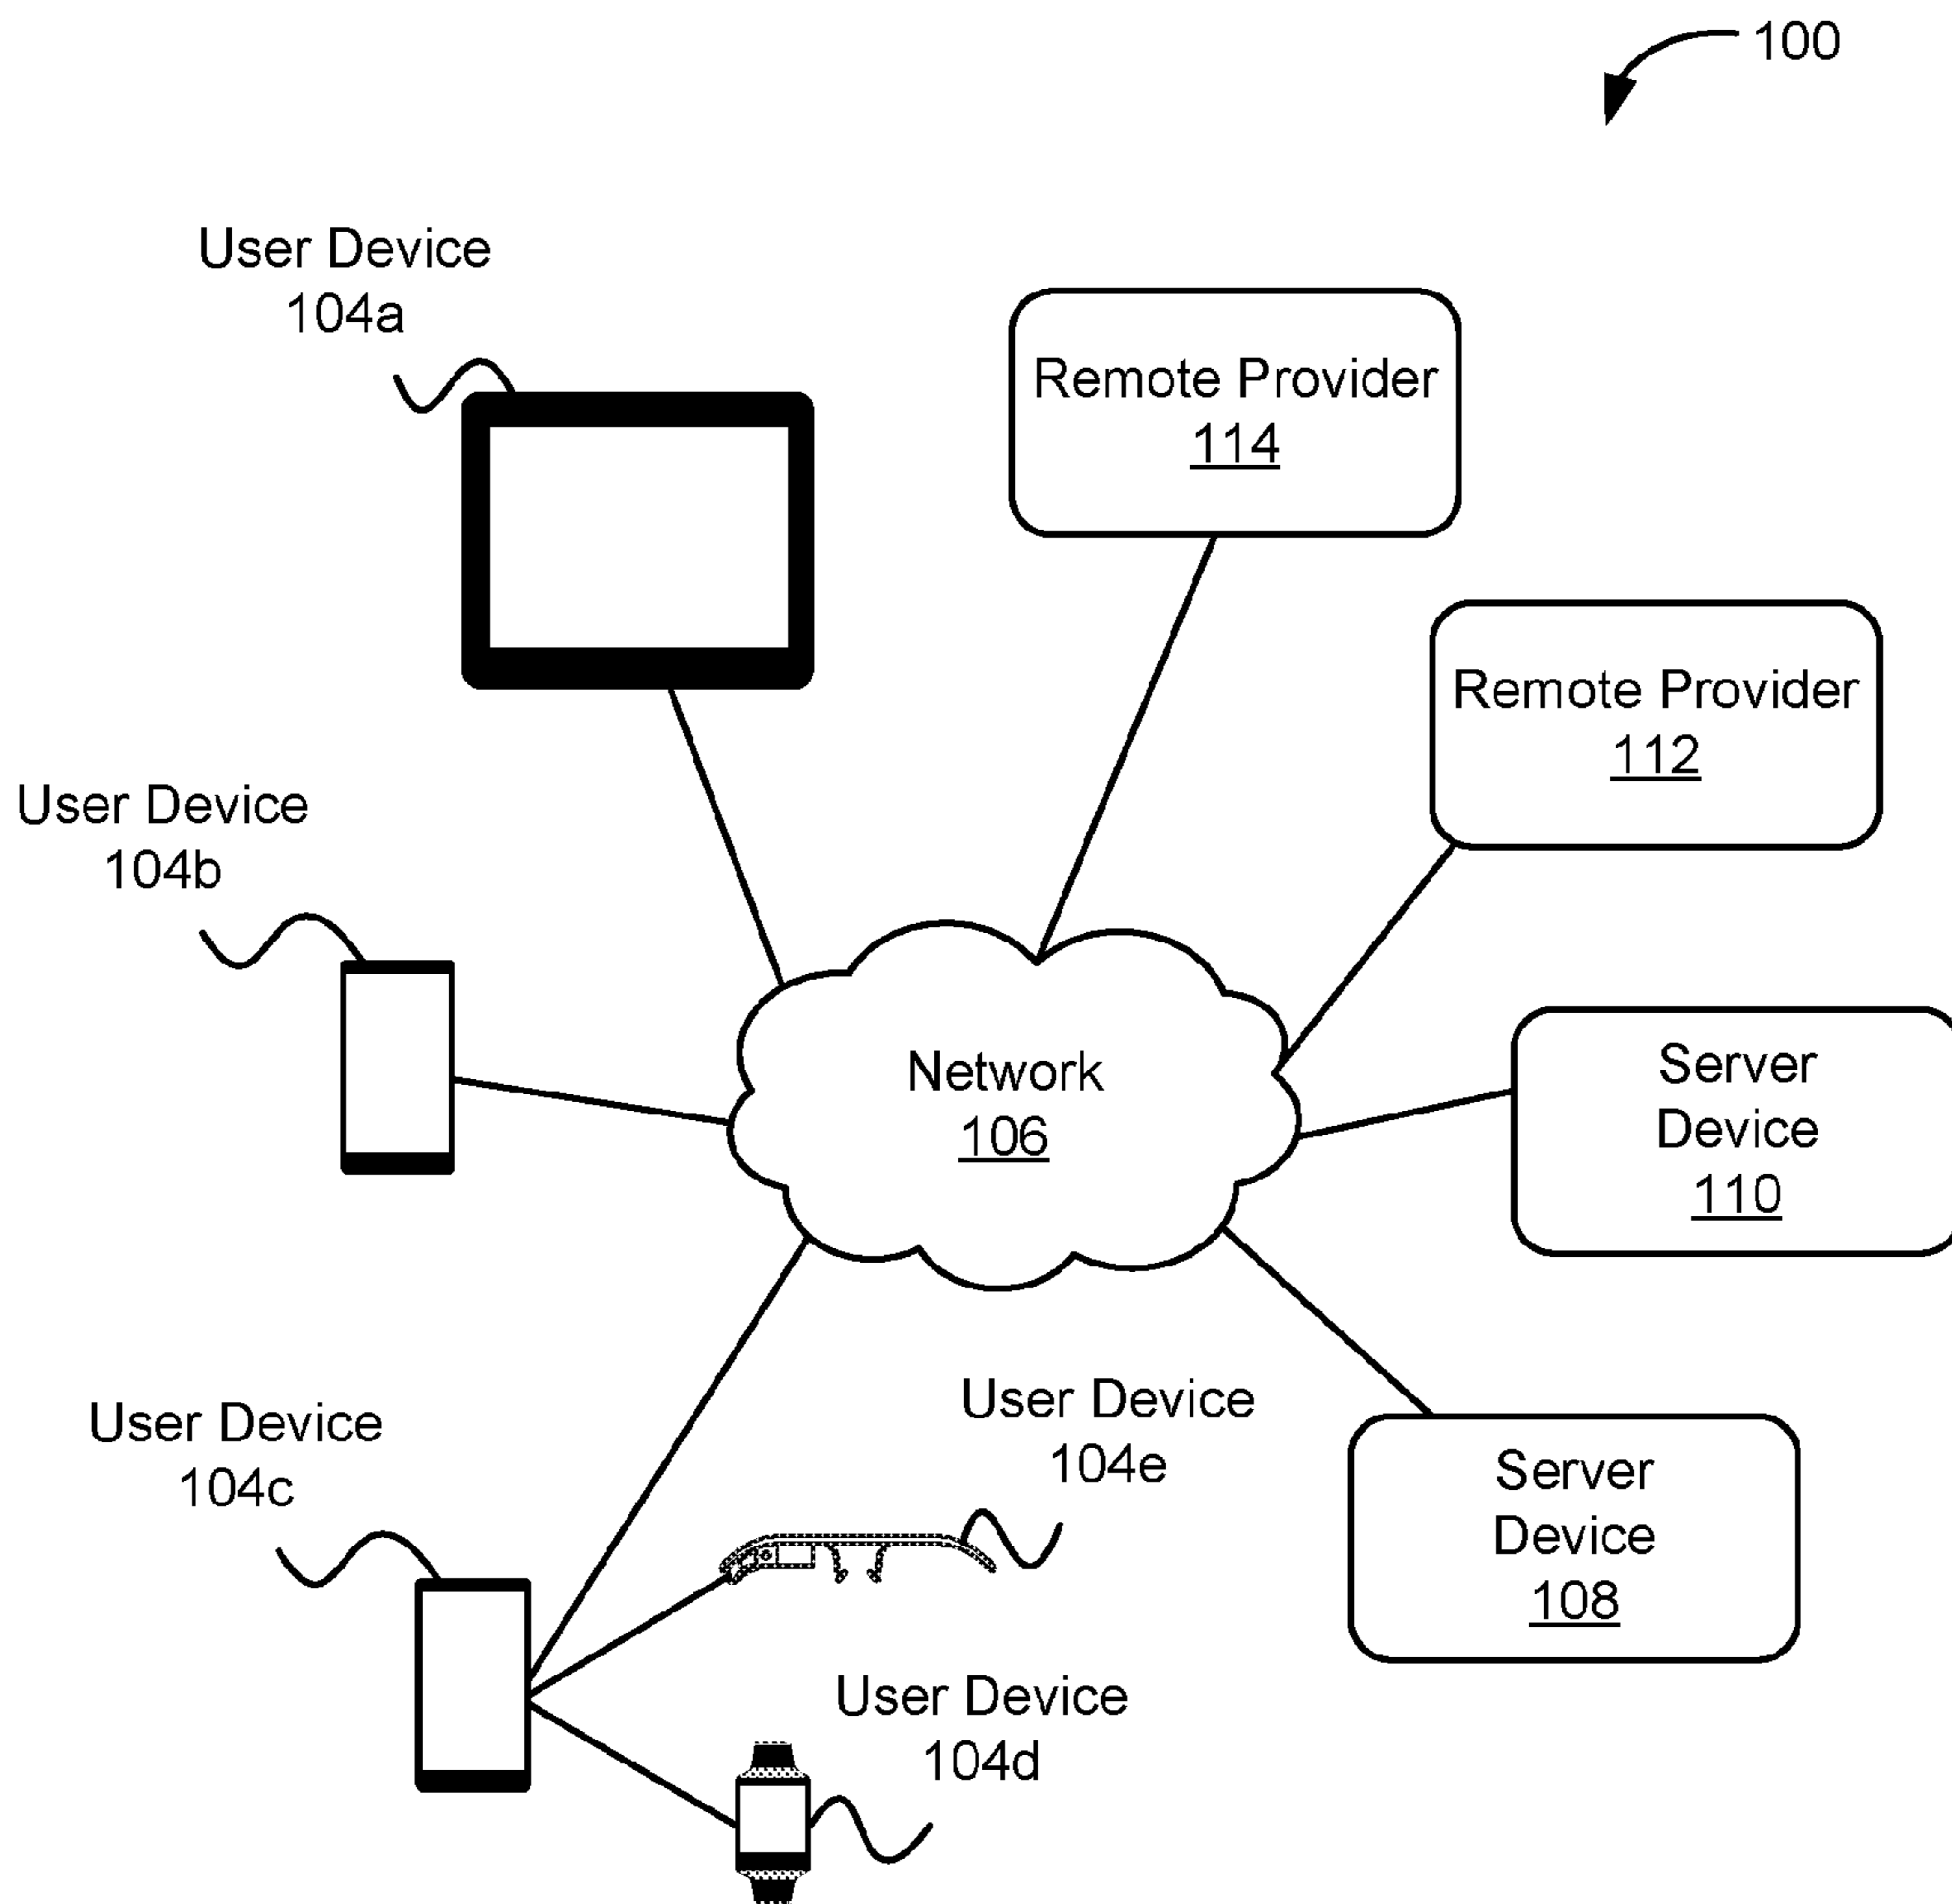 100
User Device
104a
Remote Provider
114
Remote Provider
112
User Device
104b
Network
106
Server
Device
110
User Device
104c
User Device
104e
Server
Device
108
User Device
104d